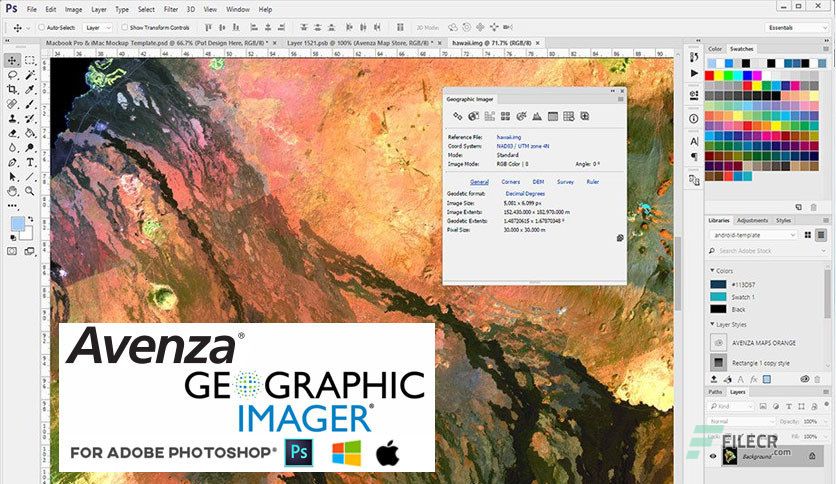 Ps File Edit Image Layer Type Select Filter 3D View Window Help
Auto-Select: Layer Show Transform Controls 3D Mode: Essentials
Macbook Pro & iMac Mockup Template.psd @ 66.7% (Put Design Here, RGB/8) * × Layer 1521.psb @ 100% (Avenza Map Store, RGB/8) * × hawaii.img @ 71.7% (RGB/8) ×
Geographic Imager
Reference File: hawaii.img
Coord System: NAD83 / UTM zone 4N
Mode: Standard
Image Mode: RGB Color | 8 Angle: 0 º
General Corners DEM Survey Ruler
Geodetic format: Decimal Degrees
Image Size: 5,081 x 6,099 px
Image Extents: 152,430.000 x 182,970.000 m
Geodetic Extents: 1.48720615 x 1.67870348 º
Pixel Size: 30.000 x 30.000 m
Color Swatches
Libraries Adjustments Styles
android-template
Search Adobe Stock
Colors
#113D57
Swatch 1
Black
Layer Styles
AVENZA MAPS ORANGE
Rectangle 1 copy style
Paths Layers
Kind
Normal Opacity: 100%
Fill: 100%
Background
FILECR
.com
Avenza®
GEOGRAPHIC
IMAGER®
FOR ADOBE PHOTOSHOP® Ps